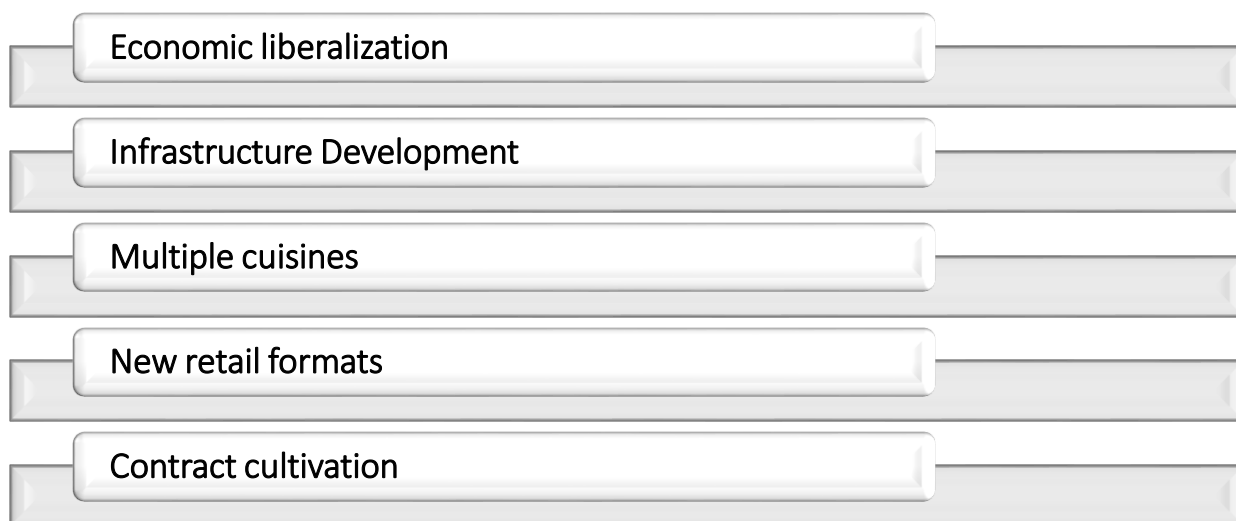 Economic liberalization
Infrastructure Development
Multiple cuisines
New retail formats
Contract cultivation